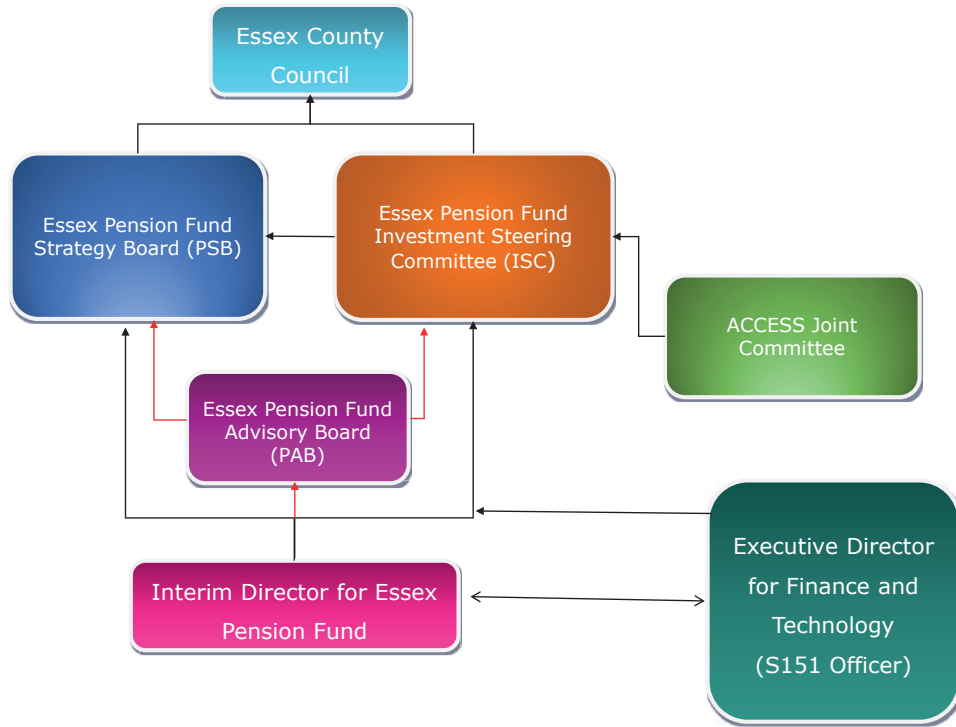 Essex County
Council
Essex Pension Fund
Strategy Board (PSB)
Essex Pension Fund
Investment Steering
Committee (ISC)
ACCESS Joint
Committee
Essex Pension Fund
Advisory Board
(PAB)
Interim Director for Essex
Pension Fund
Executive Director
for Finance and
Technology
(S151 Officer)